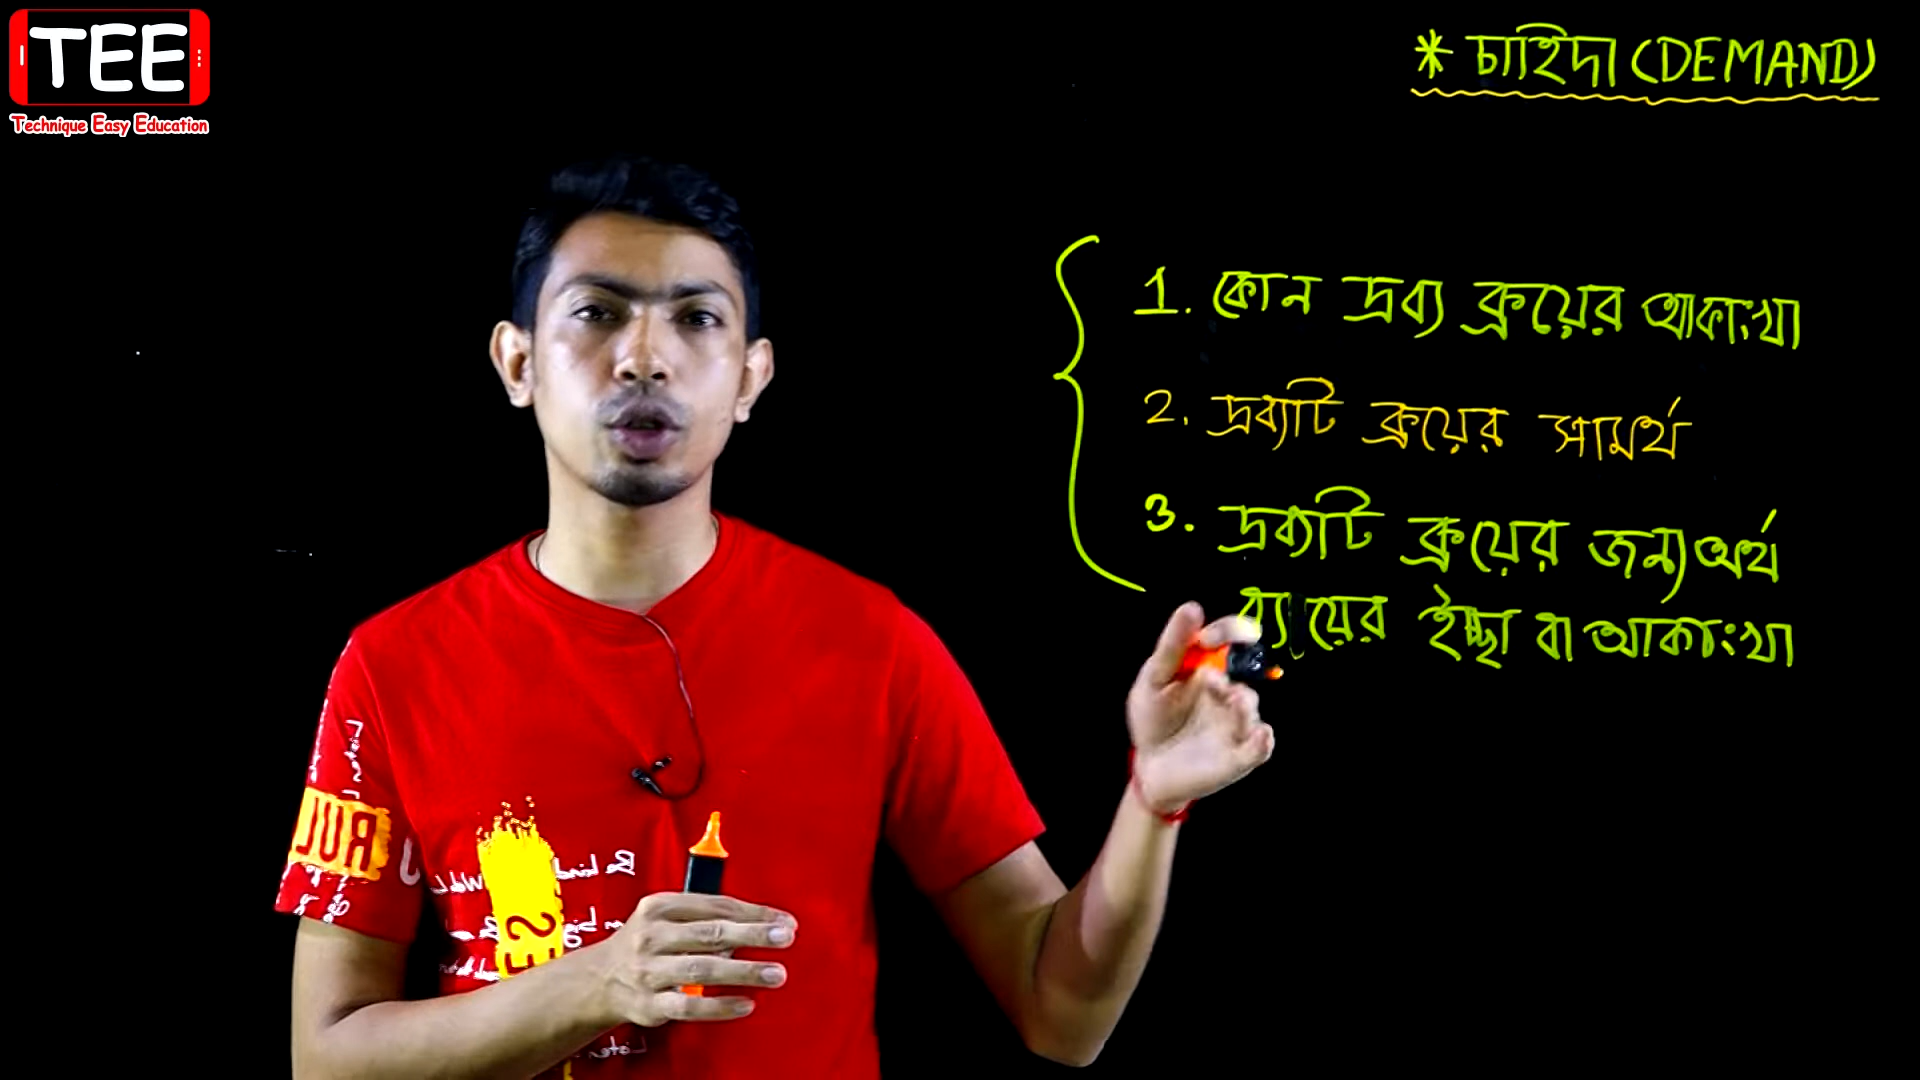 TEE
Technique Easy Education
* চাহিদা (DEMAND)
1. কোন দ্রব্য ক্রয়ের আকাংখা
2. দ্রব্যটি ক্রয়ের সামর্থ
3. দ্রব্যটি ক্রয়ের জন্য অর্থ
ব্যয়ের ইচ্ছা বা আকাংখা
RUL